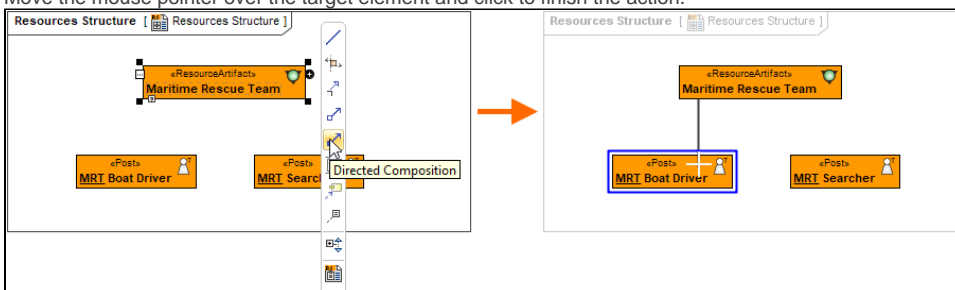 Move the mouse pointer over the target element and click to finish the action.
Resources Structure [ Resources Structure ]
«ResourceArtifact»
Maritime Rescue Team
«Post»
MRT Boat Driver
«Post»
MRT Searc
Directed Composition
Resources Structure [ Resources Structure ]
«ResourceArtifact»
Maritime Rescue Team
«Post»
MRT Boat Driver
«Post»
MRT Searcher